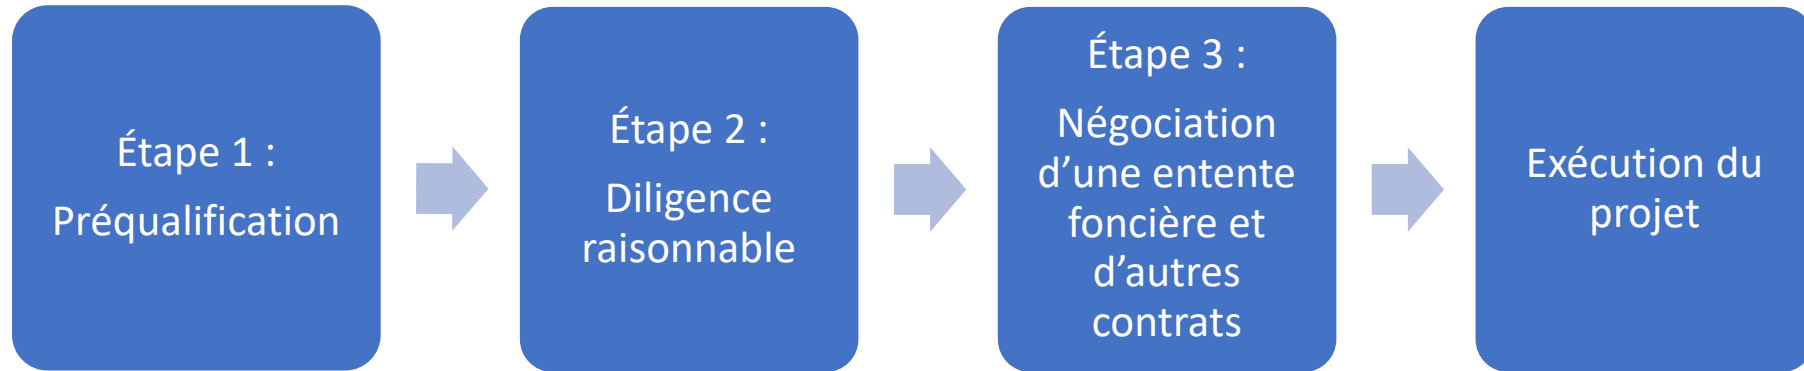 Étape 1 :
Préqualification
Étape 2 :
Diligence
raisonnable
Étape 3 :
Négociation
d’une entente
foncière et
d’autres
contrats
Exécution du
projet